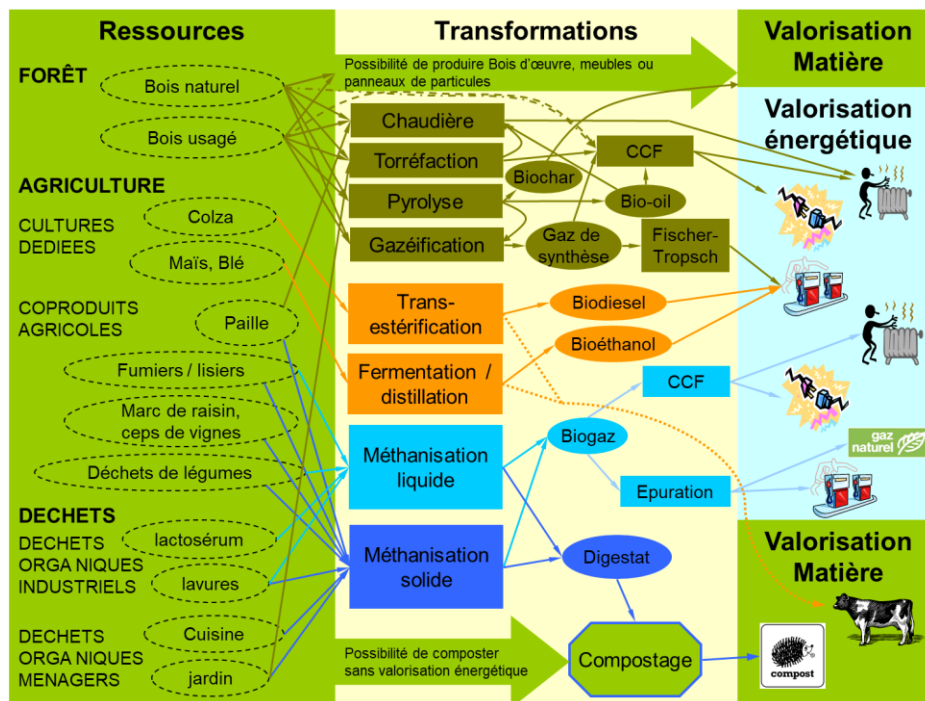 Ressources
Transformations
Valorisation
Matière
FORÊT
Bois naturel
Bois usagé
Possibilité de produire Bois d'œuvre, meubles ou
panneaux de particules
Chaudière
Torréfaction
Pyrolyse
Gazéification
Biochar
CCF
Bio-oil
Gaz de
synthèse
Fischer-
Tropsch
Valorisation
énergétique
AGRICULTURE
CULTURES
DEDIEES
Colza
Maïs, Blé
COPRODUITS
AGRICOLES
Paille
Fumiers / lisiers
Marc de raisin,
ceps de vignes
Déchets de légumes
Trans-
estérification
Biodiesel
Bioéthanol
Fermentation /
distillation
CCF
Méthanisation
liquide
Biogaz
Epuration
gaz
naturel
DECHETS
DECHETS
ORGA NIQUES
INDUSTRIELS
lactosérum
lavures
Méthanisation
solide
Digestat
Valorisation
Matière
DECHETS
ORGA NIQUES
MENAGERS
Cuisine
jardin
Possibilité de composter
sans valorisation énergétique
Compostage
compost